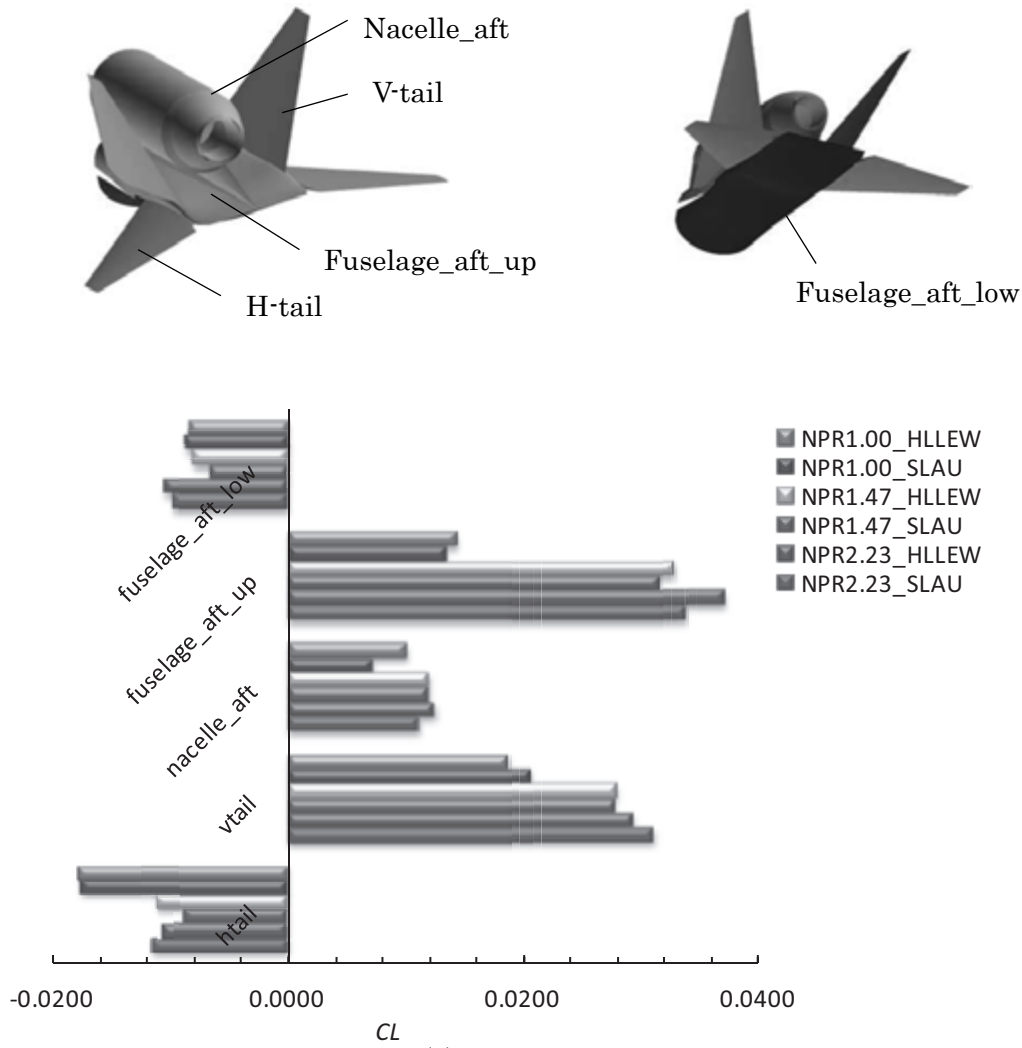 Nacelle_aft
V-tail
Fuselage_aft_up
H-tail
Fuselage_aft_low
NPR1.00_HLLEW
NPR1.00_SLAU
NPR1.47_HLLEW
NPR1.47_SLAU
NPR2.23_HLLEW
NPR2.23_SLAU
fuselage_aft_low
fuselage_aft_up
nacelle_aft
vtail
htail
-0.0200 0.0000 0.0200 0.0400
CL